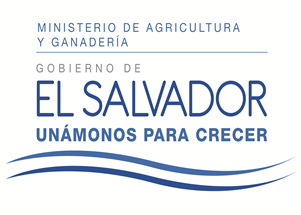 MINISTERIO DE AGRICULTURA
Y GANADERÍA
GOBIERNO DE
EL SALVADOR
UNÁMONOS PARA CRECER